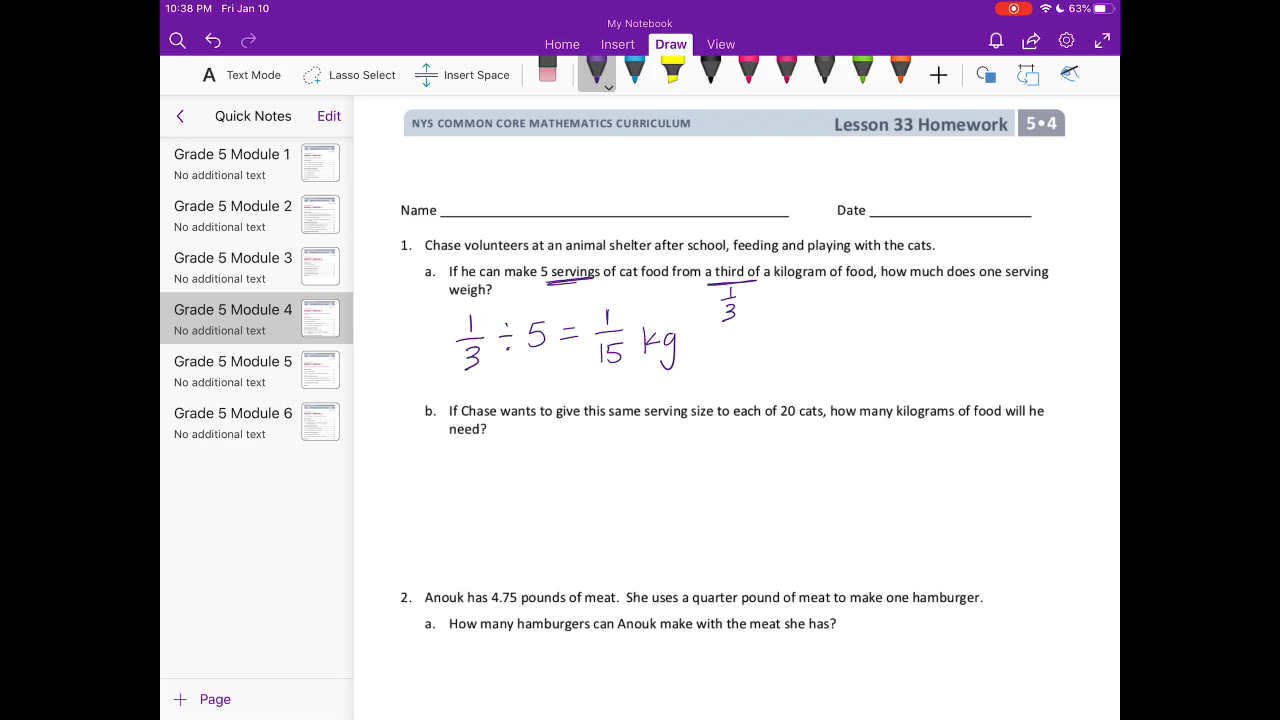 10:38 PM Fri Jan 10
63%
My Notebook
Home Insert Draw View
A Text Mode Lasso Select Insert Space
Quick Notes Edit
Grade 5 Module 1
No additional text
Grade 5 Module 2
No additional text
Grade 5 Module 3
No additional text
Grade 5 Module 4
No additional text
Grade 5 Module 5
No additional text
Grade 5 Module 6
No additional text
Page
NYS COMMON CORE MATHEMATICS CURRICULUM Lesson 33 Homework 5•4
Name Date
1. Chase volunteers at an animal shelter after school, feeding and playing with the cats.
a. If he can make 5 servings of cat food from a third of a kilogram of food, how much does one serving
weigh?
1/3
1/3 ÷ 5 = 1/15 kg
b. If Chase wants to give this same serving size to each of 20 cats, how many kilograms of food will he
need?
2. Anouk has 4.75 pounds of meat. She uses a quarter pound of meat to make one hamburger.
a. How many hamburgers can Anouk make with the meat she has?